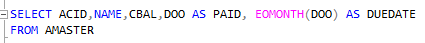 SELECT ACID,NAME,CBAL,DOO AS PAID, EOMONTH(DOO) AS DUEDATE
FROM AMASTER